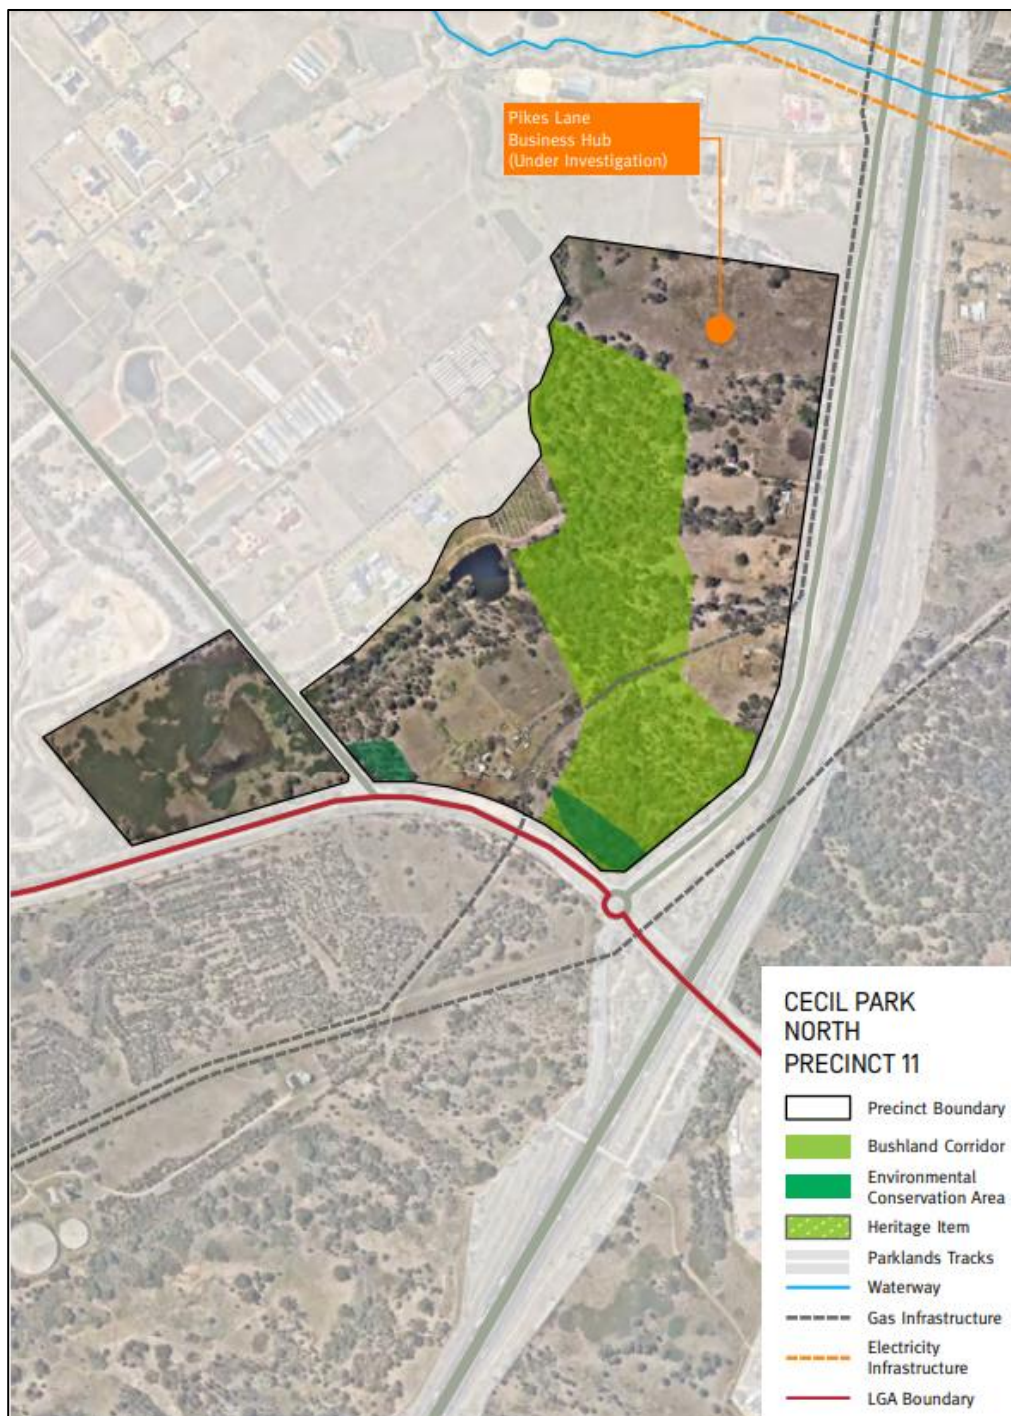 Pikes Lane
Business Hub
(Under Investigation)
CECIL PARK
NORTH
PRECINCT 11
Precinct Boundary
Bushland Corridor
Environmental
Conservation Area
Heritage Item
Parklands Tracks
Waterway
Gas Infrastructure
Electricity
Infrastructure
LGA Boundary